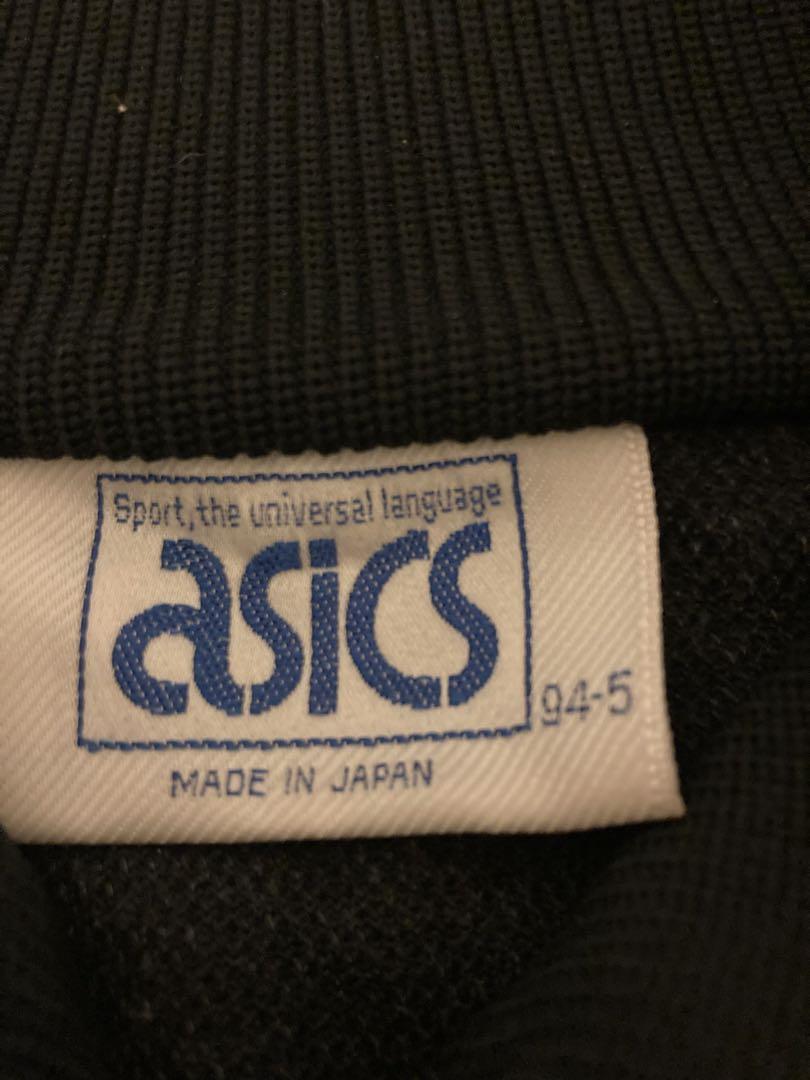 Sport, the universal language
asics
94-5
MADE IN JAPAN